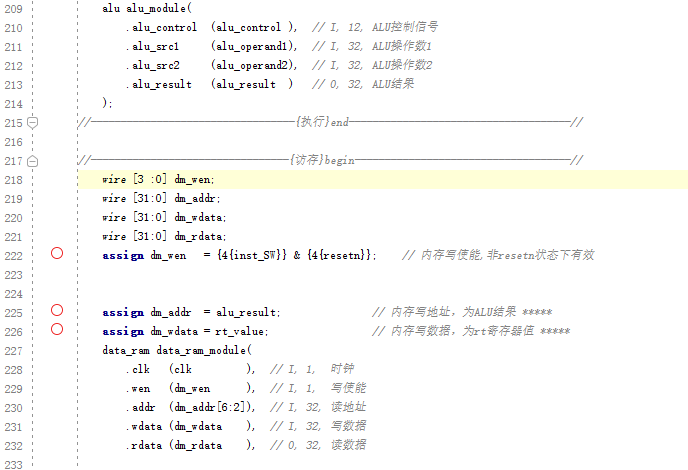 209 alu alu_module(
210 .alu_control (alu_control ), // I, 12, ALU控制信号
211 .alu_src1 (alu_operand1), // I, 32, ALU操作数1
212 .alu_src2 (alu_operand2), // I, 32, ALU操作数2
213 .alu_result (alu_result ) // O, 32, ALU结果
214 );
215 //----------------------------------{执行}end------------------------------------//
216
217 //---------------------------------{访存}begin------------------------------------//
218 wire [3 :0] dm_wen;
219 wire [31:0] dm_addr;
220 wire [31:0] dm_wdata;
221 wire [31:0] dm_rdata;
222 assign dm_wen = {4{inst_SW}} & {4{resetn}}; // 内存写使能,非resetn状态下有效
223
224
225 assign dm_addr = alu_result; // 内存写地址，为ALU结果 *****
226 assign dm_wdata = rt_value; // 内存写数据，为rt寄存器值 *****
227 data_ram data_ram_module(
228 .clk (clk ), // I, 1, 时钟
229 .wen (dm_wen ), // I, 1, 写使能
230 .addr (dm_addr[6:2]), // I, 32, 读地址
231 .wdata (dm_wdata ), // I, 32, 写数据
232 .rdata (dm_rdata ), // O, 32, 读数据
233